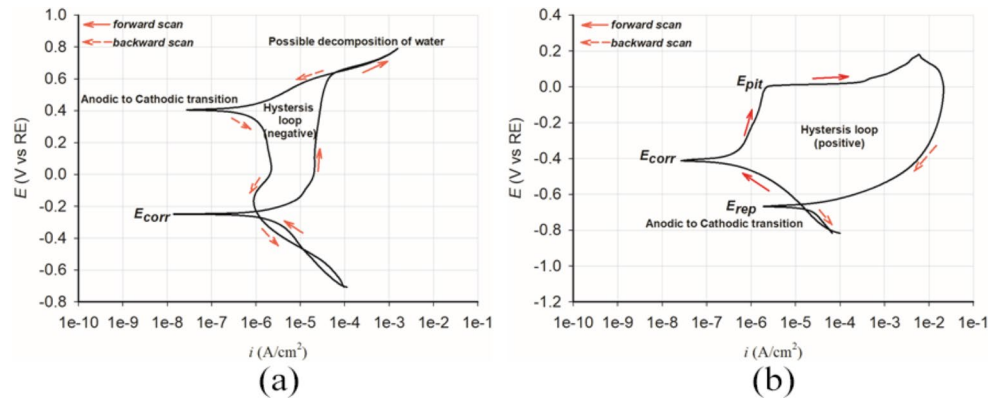 1.0
0.8
0.6
0.4
0.2
0.0
-0.2
-0.4
-0.6
-0.8
E (V vs RE)
forward scan
backward scan
Possible decomposition of water
Anodic to Cathodic transition
Hystersis
loop
(negative)
Ecorr
1e-10 1e-9 1e-8 1e-7 1e-6 1e-5 1e-4 1e-3 1e-2 1e-1
i (A/cm²)
(a)
0.4
0.2
0.0
-0.2
-0.4
-0.6
-0.8
-1.0
-1.2
E (V vs RE)
forward scan
backward scan
Epit
Hystersis loop
(positive)
Ecorr
Erep
Anodic to Cathodic transition
1e-10 1e-9 1e-8 1e-7 1e-6 1e-5 1e-4 1e-3 1e-2 1e-1
i (A/cm²)
(b)